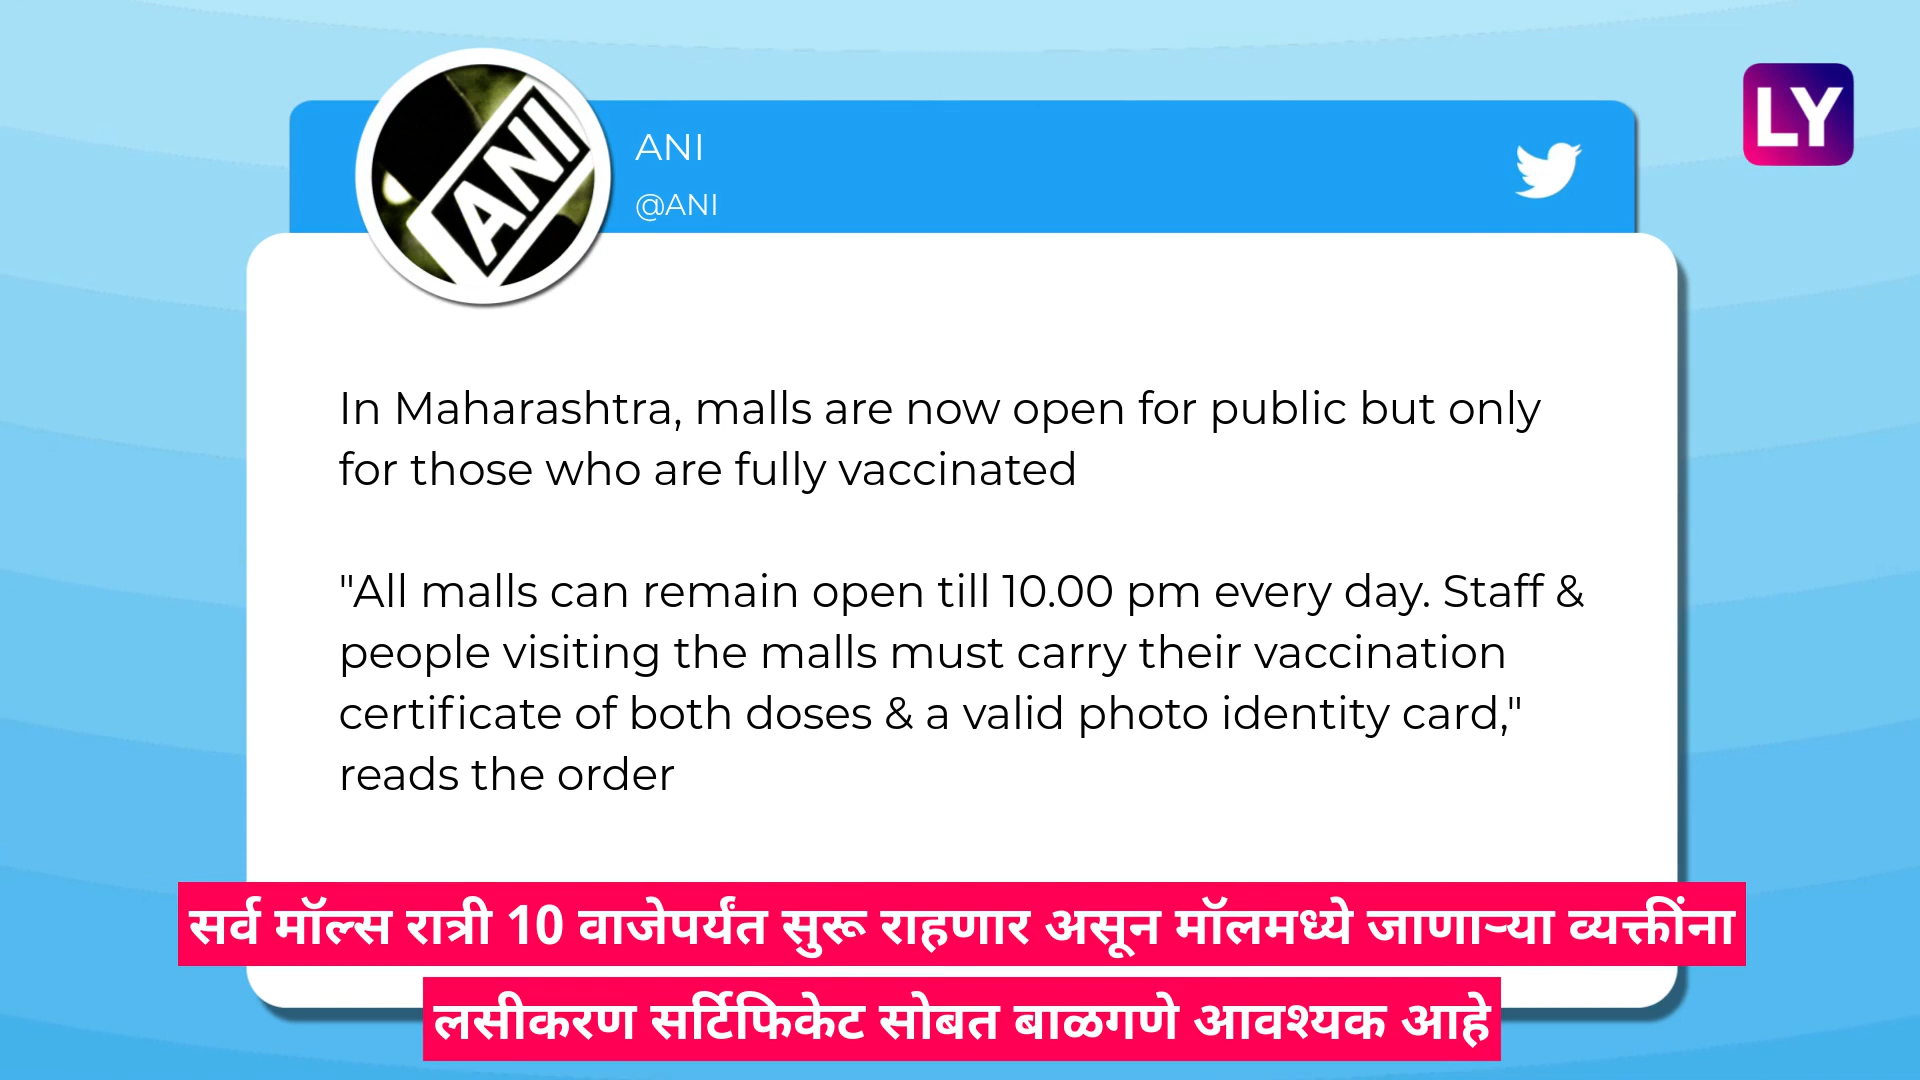 ANI
LY
ANI
@ANI
In Maharashtra, malls are now open for public but only
for those who are fully vaccinated
"All malls can remain open till 10.00 pm every day. Staff &
people visiting the malls must carry their vaccination
certificate of both doses & a valid photo identity card,"
reads the order
सर्व मॉल्स रात्री 10 वाजेपर्यंत सुरू राहणार असून मॉलमध्ये जाणाऱ्या व्यक्तींना
लसीकरण सर्टिफिकेट सोबत बाळगणे आवश्यक आहे